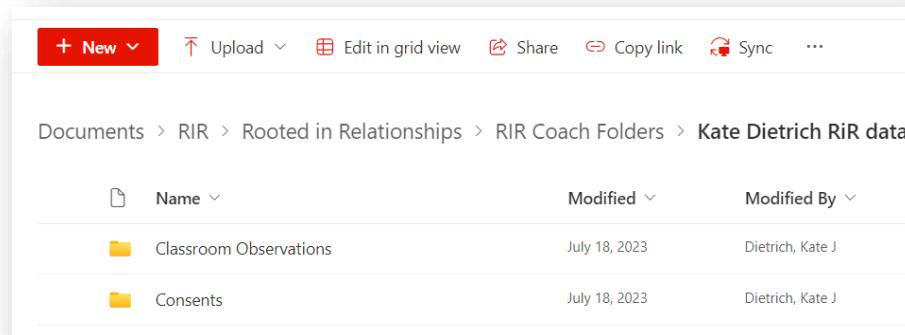 + New Upload Edit in grid view Share Copy link Sync ...
Documents > RIR > Rooted in Relationships > RIR Coach Folders > Kate Dietrich RiR data
Name Modified Modified By
Classroom Observations July 18, 2023 Dietrich, Kate J
Consents July 18, 2023 Dietrich, Kate J